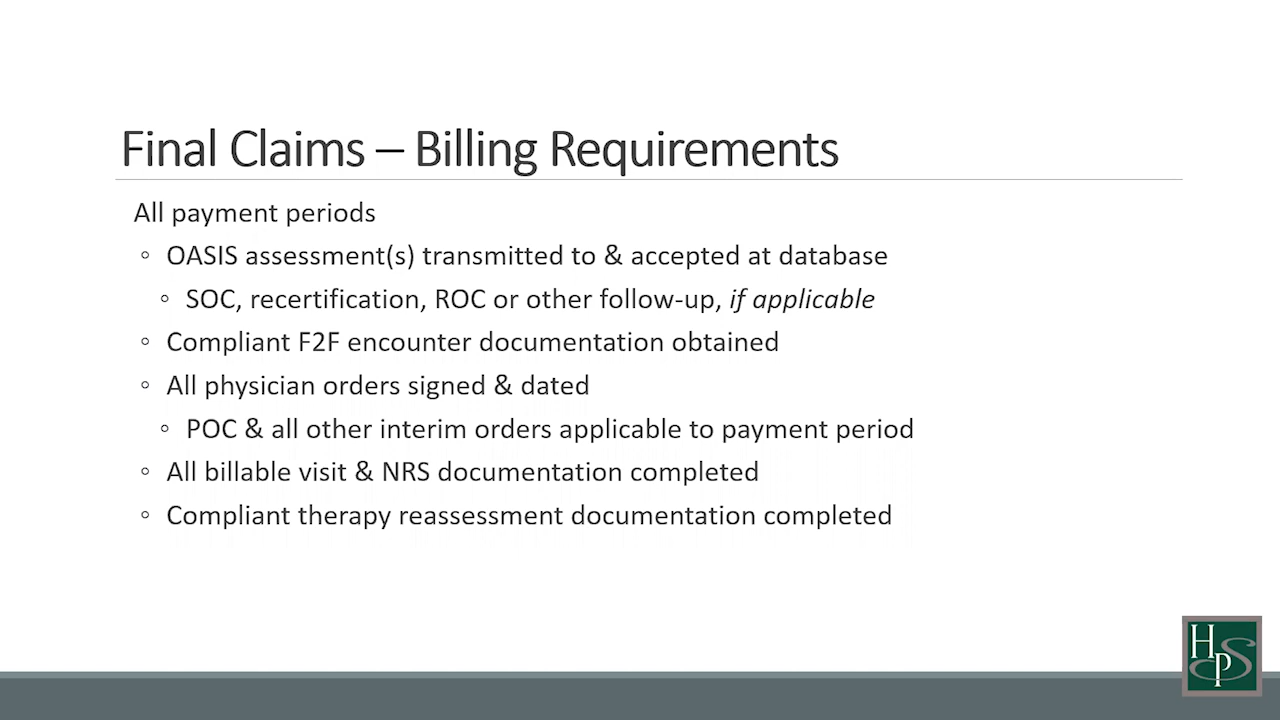 Final Claims – Billing Requirements
All payment periods
◦ OASIS assessment(s) transmitted to & accepted at database
◦ SOC, recertification, ROC or other follow-up, if applicable
◦ Compliant F2F encounter documentation obtained
◦ All physician orders signed & dated
◦ POC & all other interim orders applicable to payment period
◦ All billable visit & NRS documentation completed
◦ Compliant therapy reassessment documentation completed
HPS